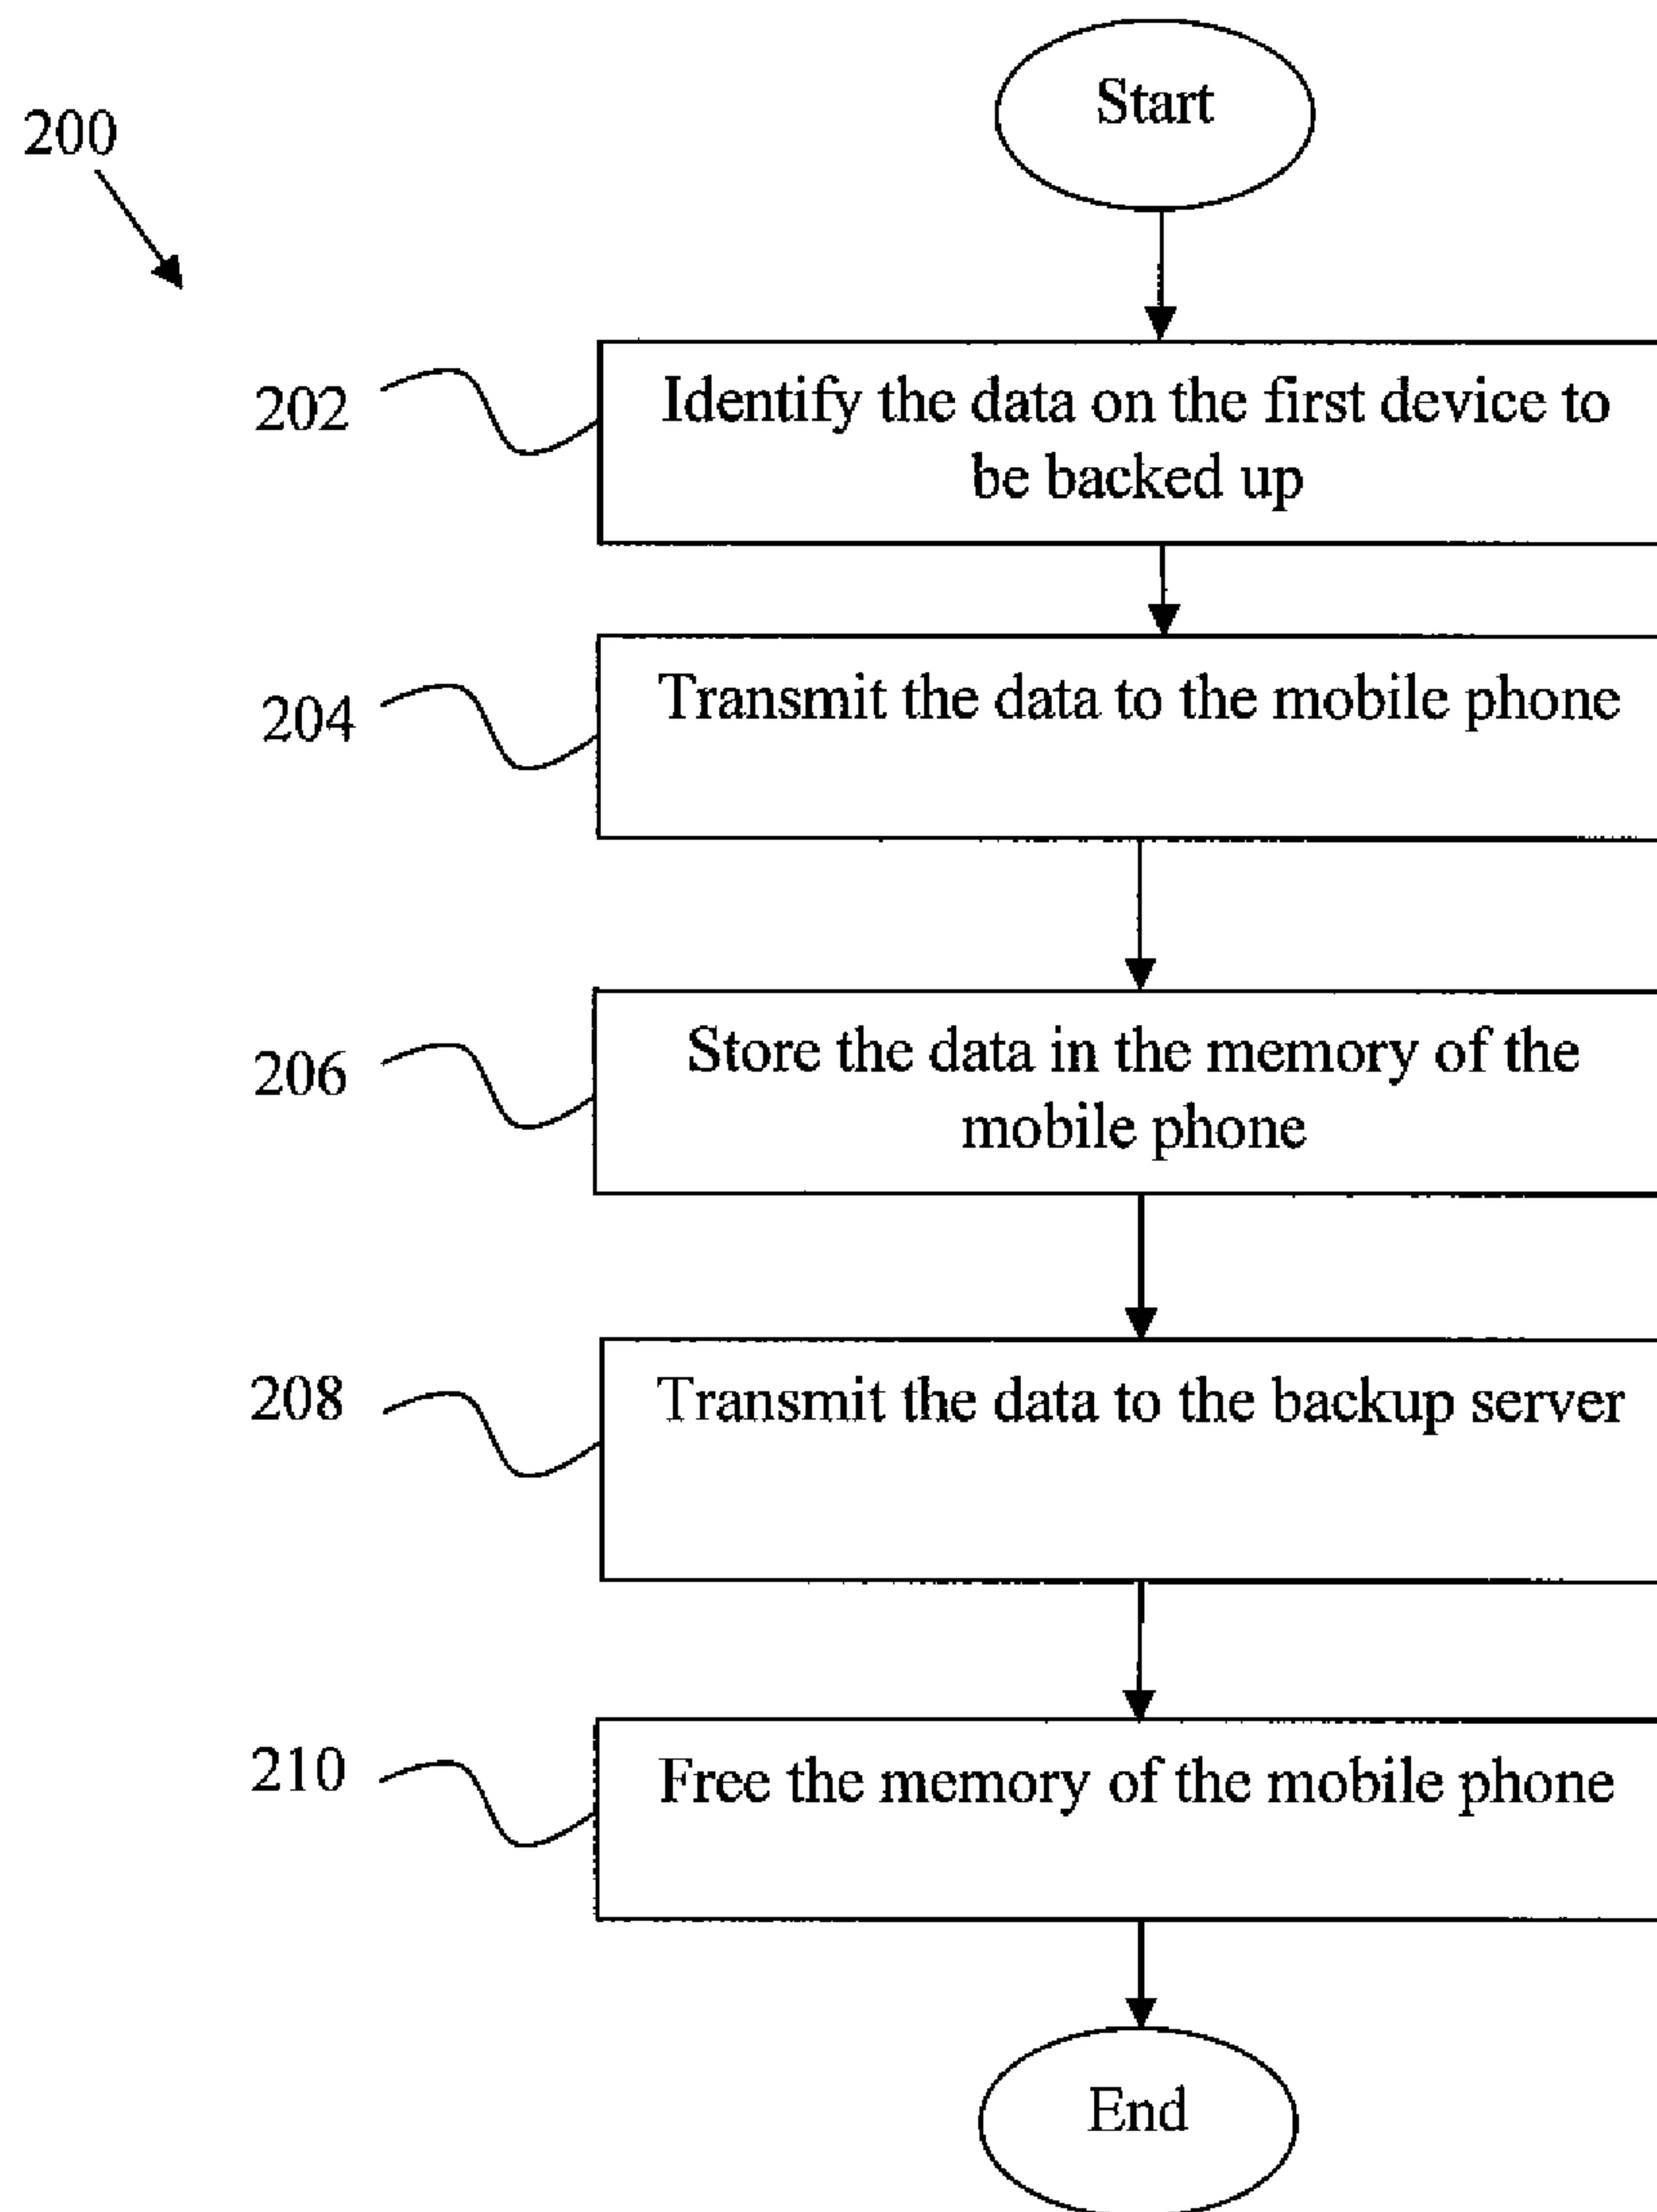 Start
200
202
Identify the data on the first device to
be backed up
204
Transmit the data to the mobile phone
206
Store the data in the memory of the
mobile phone
208
Transmit the data to the backup server
210
Free the memory of the mobile phone
End